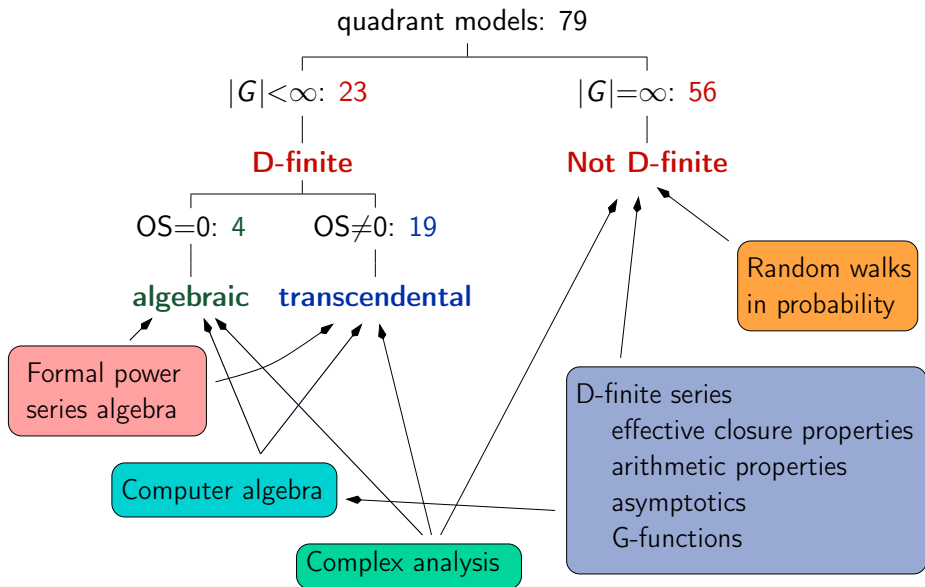 quadrant models: 79
|G|<∞: 23
|G|=∞: 56
D-finite
Not D-finite
OS=0: 4
OS≠0: 19
algebraic
transcendental
Random walks
in probability
Formal power
series algebra
D-finite series
effective closure properties
arithmetic properties
asymptotics
G-functions
Computer algebra
Complex analysis